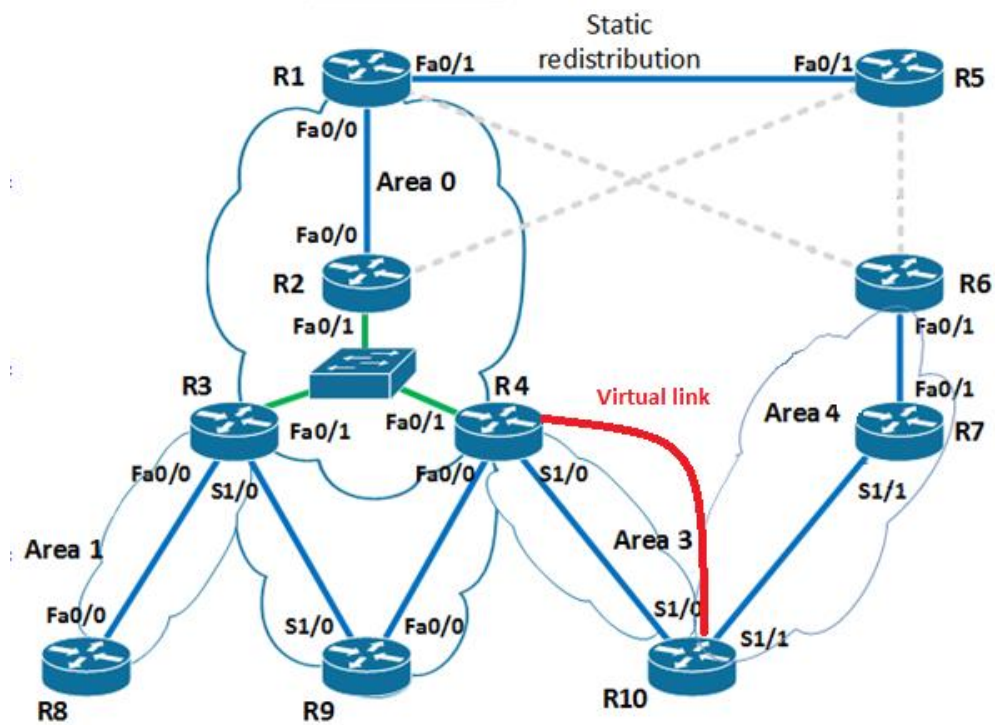 Static
redistribution
R1
Fa0/1
Fa0/1
R5
Fa0/0
Area 0
Fa0/0
R2
R6
Fa0/1
Fa0/1
R3
R4
Virtual link
Fa0/1
Fa0/1
Fa0/1
Area 4
R7
Fa0/0
S1/0
Fa0/0
S1/0
S1/1
Area 1
Area 3
Fa0/0
S1/0
Fa0/0
S1/0
S1/1
R8
R9
R10